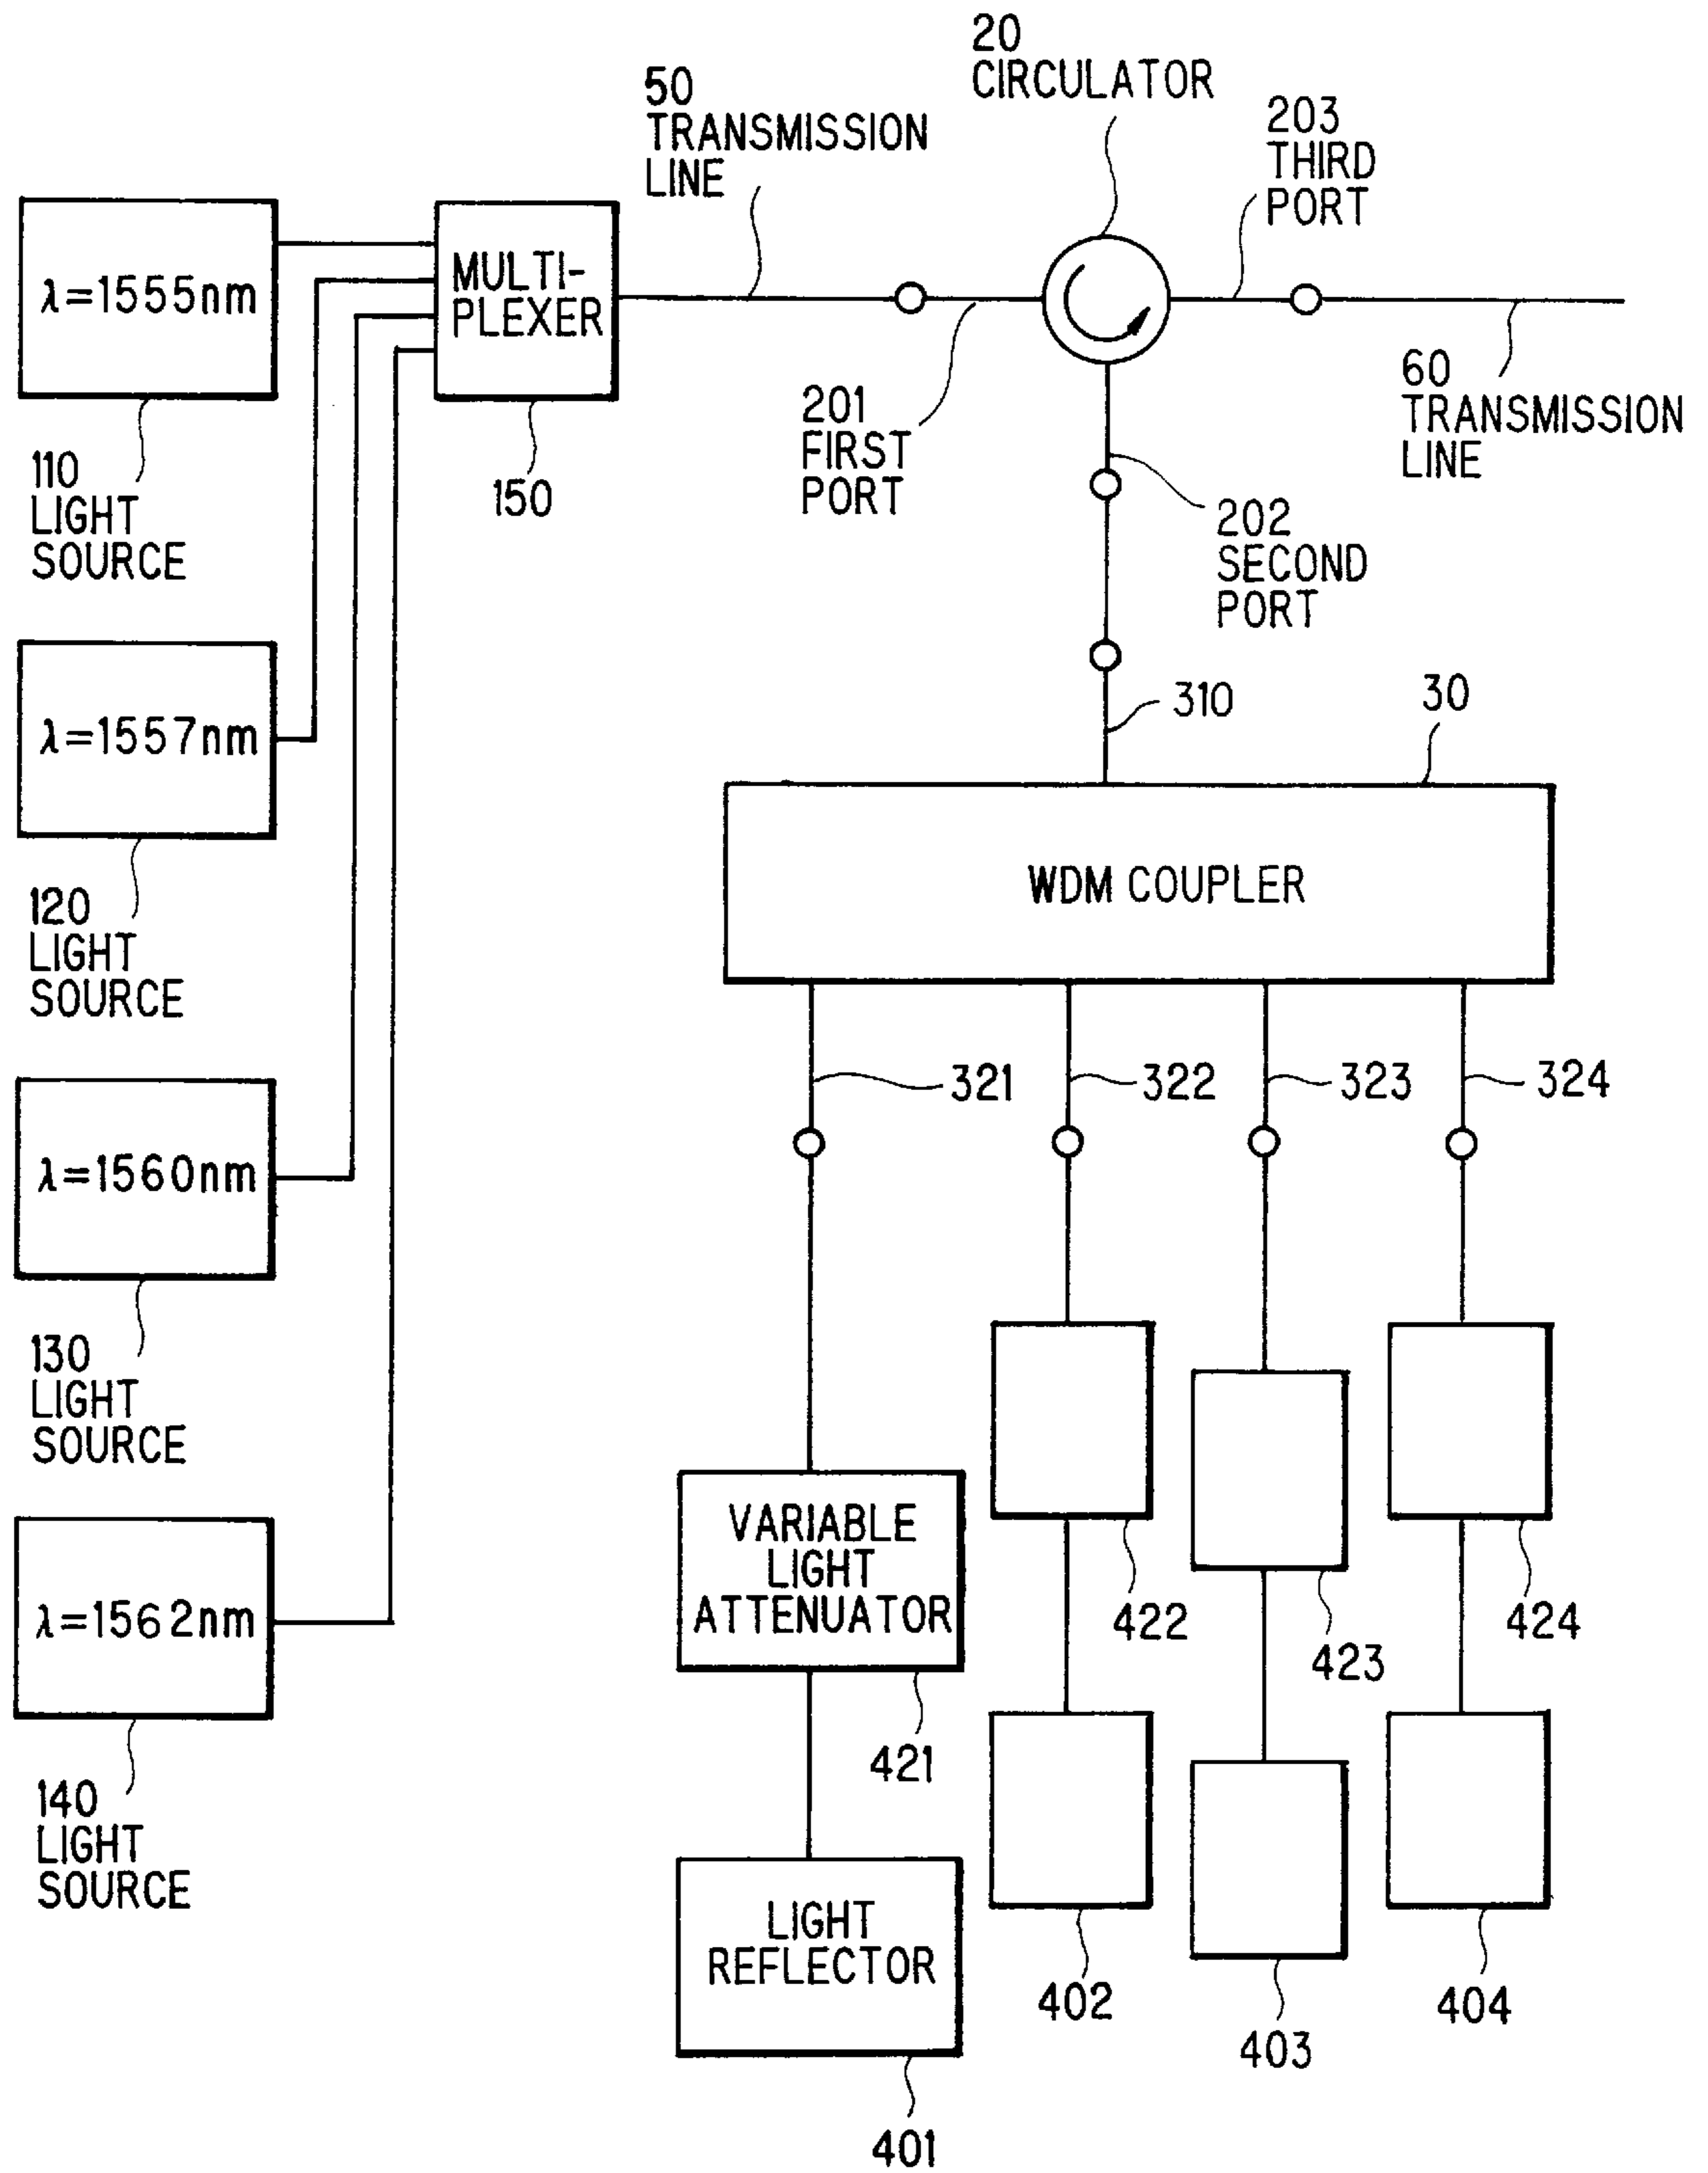 20
CIRCULATOR
50
TRANSMISSION
LINE
203
THIRD
PORT
λ=1555nm
MULTI-
PLEXER
110
LIGHT
SOURCE
150
201
FIRST
PORT
60
TRANSMISSION
LINE
202
SECOND
PORT
λ=1557nm
310
30
120
LIGHT
SOURCE
WDM COUPLER
321
322
323
324
λ=1560nm
130
LIGHT
SOURCE
λ=1562nm
VARIABLE
LIGHT
ATTENUATOR
422
423
424
421
140
LIGHT
SOURCE
LIGHT
REFLECTOR
402
403
404
401